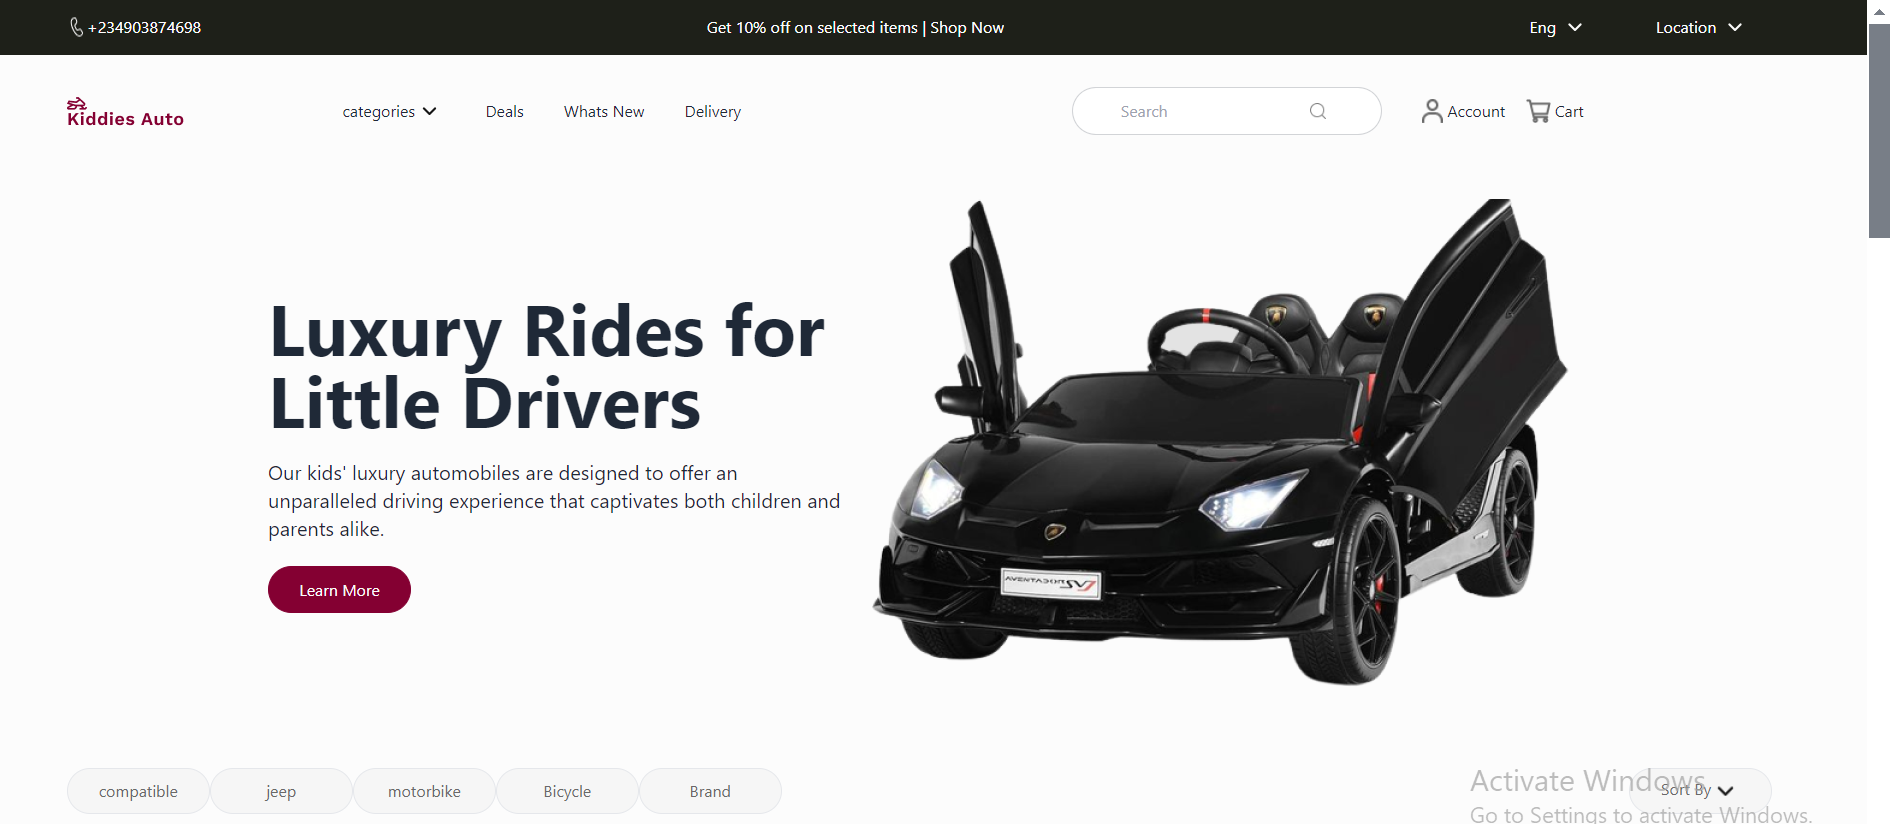 +234903874698
Get 10% off on selected items | Shop Now
Eng
Location
Kiddies Auto
categories
Deals
Whats New
Delivery
Search
Account
Cart
Luxury Rides for
Little Drivers
Our kids' luxury automobiles are designed to offer an
unparalleled driving experience that captivates both children and
parents alike.
Learn More
AVENTADOR SVJ
compatible
jeep
motorbike
Bicycle
Brand
Sort By
Activate Windows
Go to Settings to activate Windows.